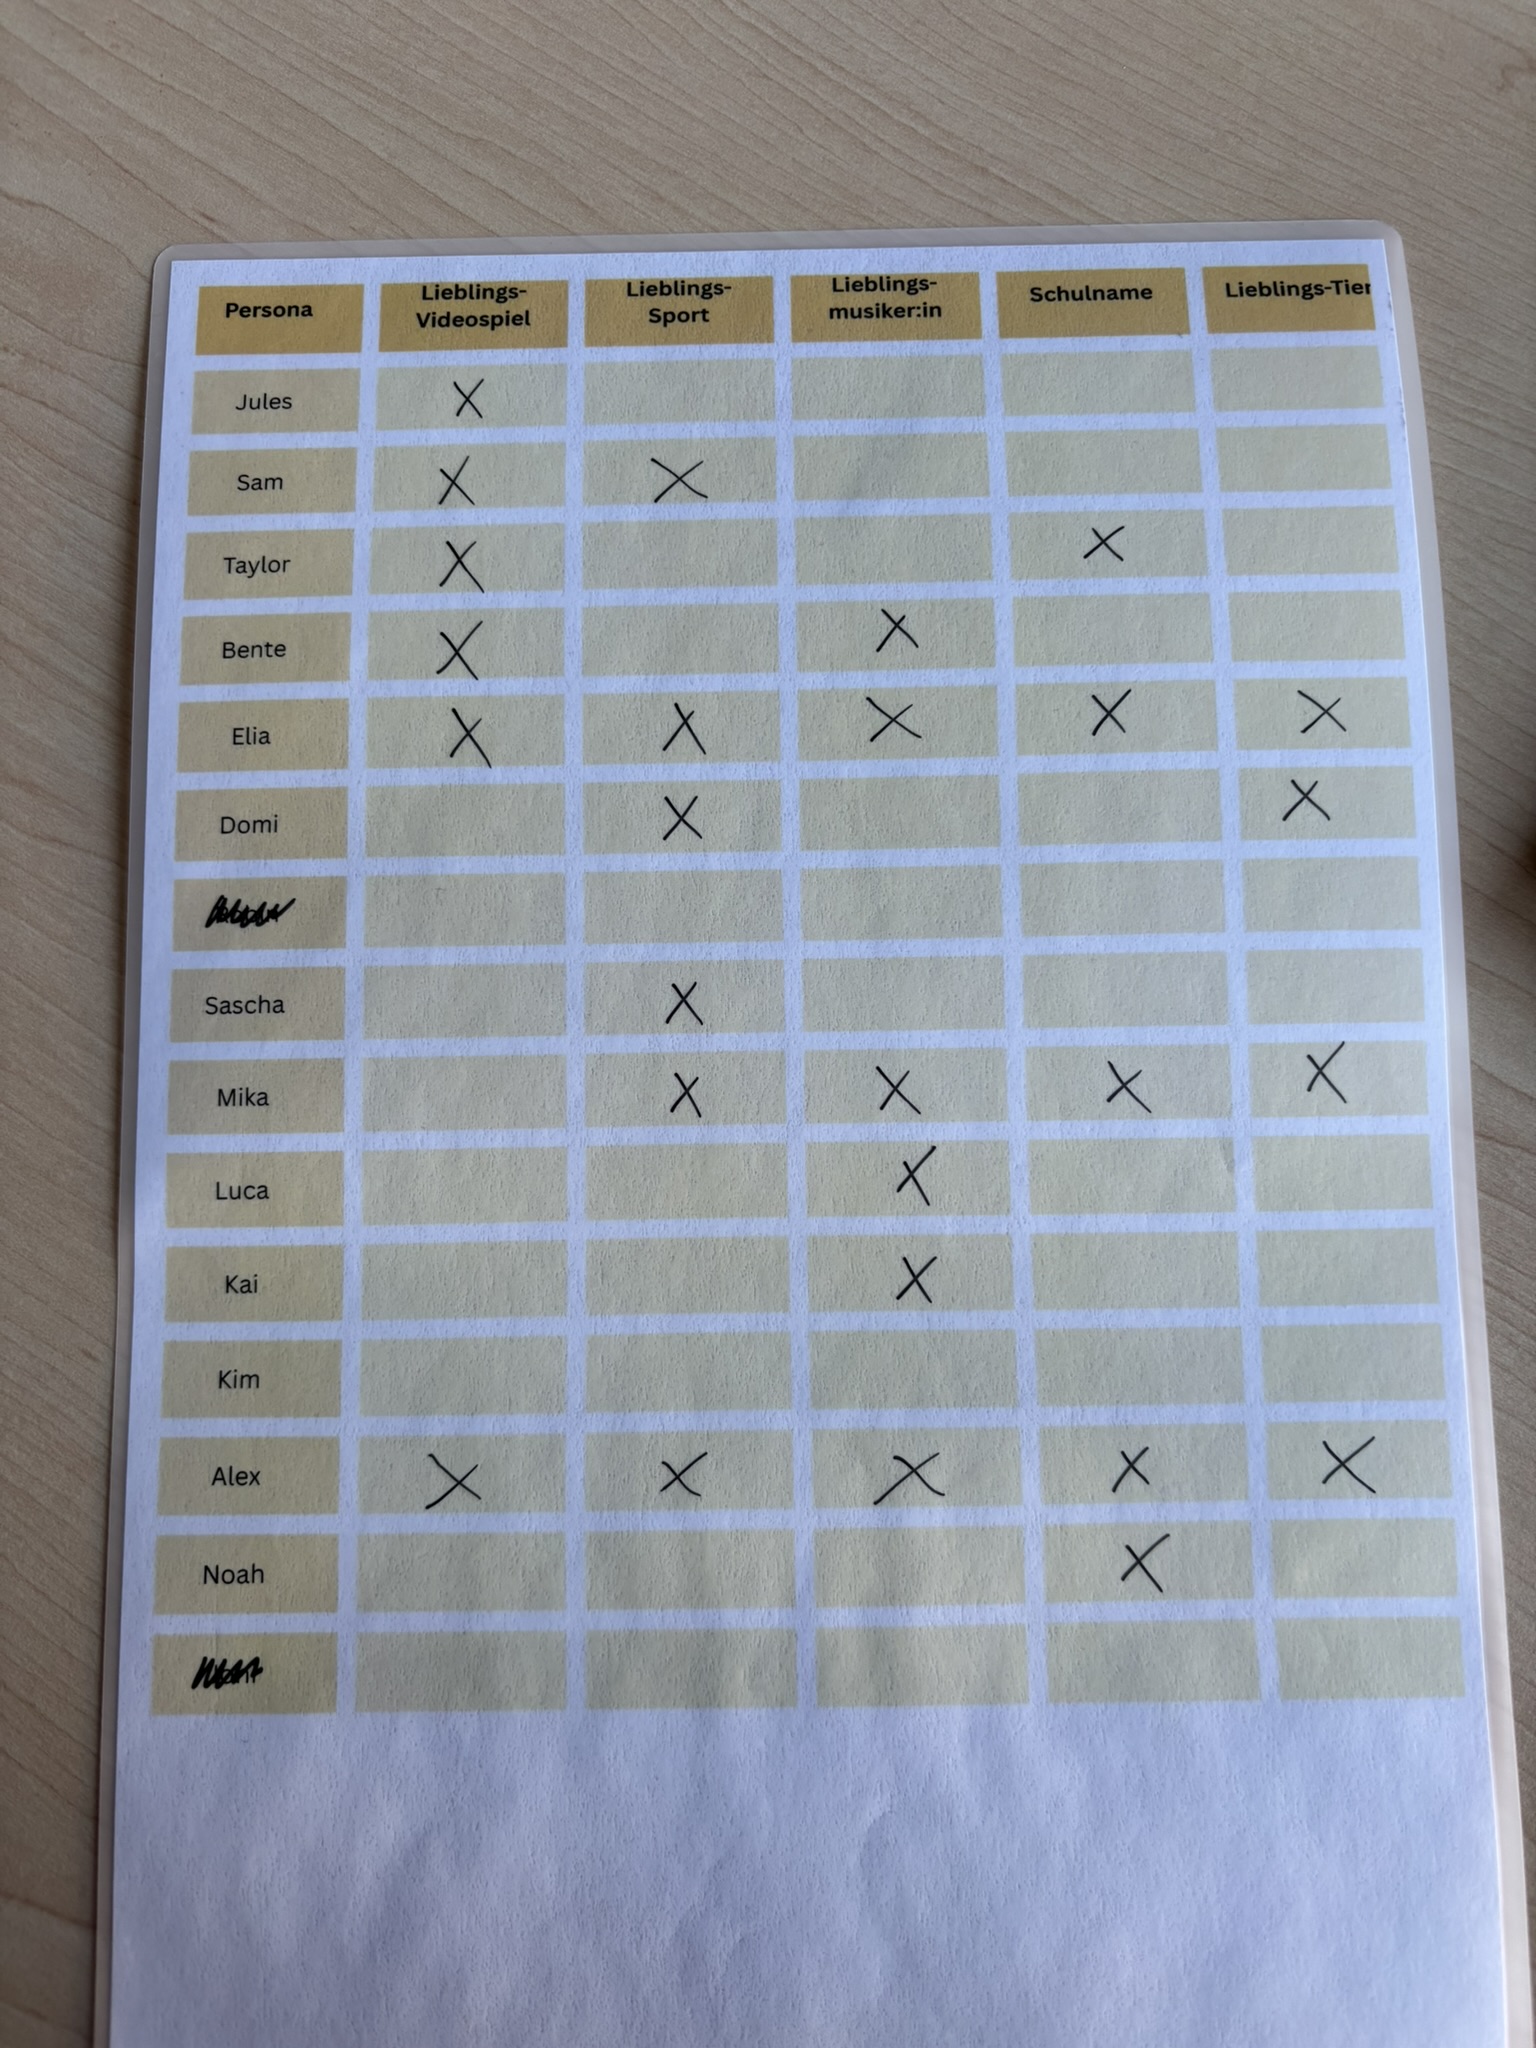 Persona Lieblings-Videospiel Lieblings-Sport Lieblings-musiker:in Schulname Lieblings-Tier
Jules X
Sam X X
Taylor X X
Bente X X
Elia X X X X X
Domi X X
Sascha X
Mika X X X X
Luca X
Kai X
Kim
Alex X X X X X
Noah X